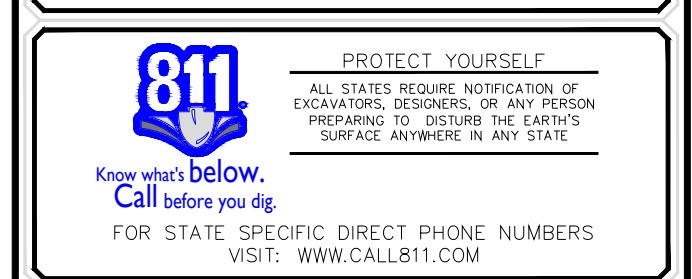 811
Know what's below.
Call before you dig.
PROTECT YOURSELF
ALL STATES REQUIRE NOTIFICATION OF
EXCAVATORS, DESIGNERS, OR ANY PERSON
PREPARING TO DISTURB THE EARTH'S
SURFACE ANYWHERE IN ANY STATE
FOR STATE SPECIFIC DIRECT PHONE NUMBERS
VISIT: WWW.CALL811.COM